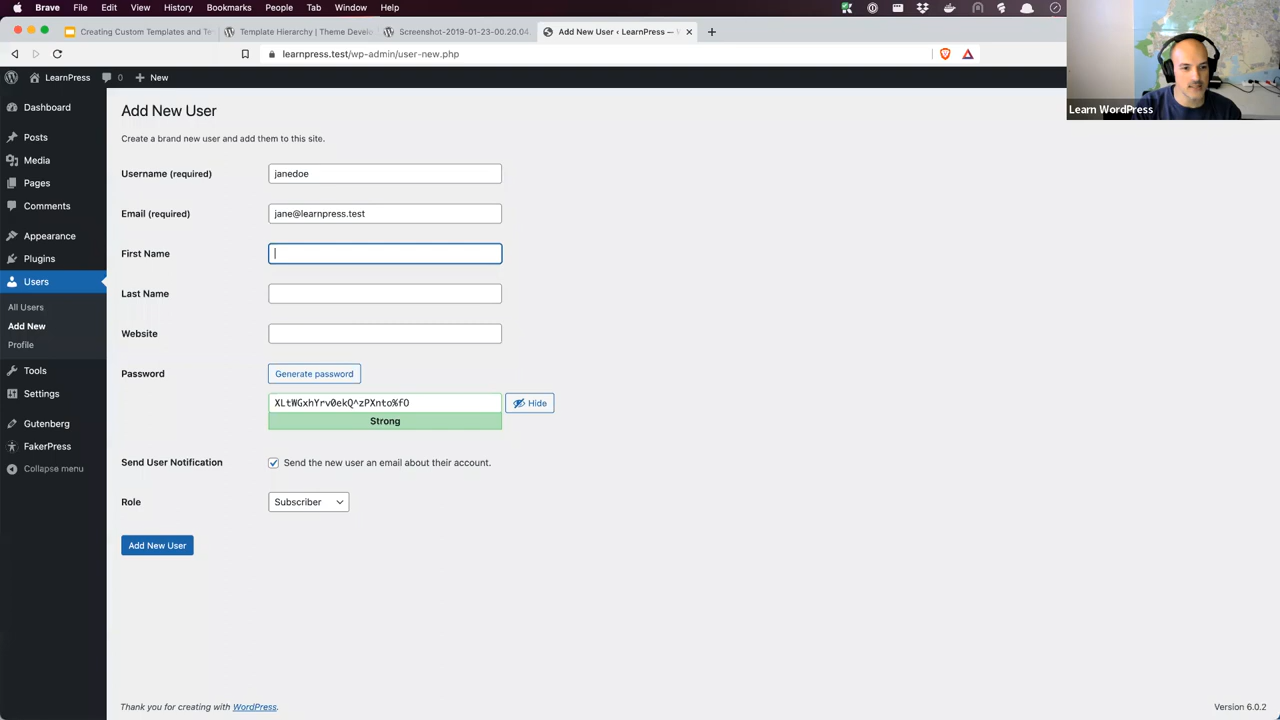 Brave File Edit View History Bookmarks People Tab Window Help
Creating Custom Templates and Te
Template Hierarchy | Theme Develo
Screenshot-2019-01-23-00.20.04.
Add New User ‹ LearnPress —
learnpress.test/wp-admin/user-new.php
LearnPress 0 New
Learn WordPress
Dashboard
Posts
Media
Pages
Comments
Appearance
Plugins
Users
All Users
Add New
Profile
Tools
Settings
Gutenberg
FakerPress
Collapse menu
Add New User
Create a brand new user and add them to this site.
Username (required) janedoe
Email (required) jane@learnpress.test
First Name
Last Name
Website
Password Generate password
XLtWGxhYrv0ekQ^zPXnto%fO Hide
Strong
Send User Notification Send the new user an email about their account.
Role Subscriber
Add New User
Thank you for creating with WordPress.
Version 6.0.2